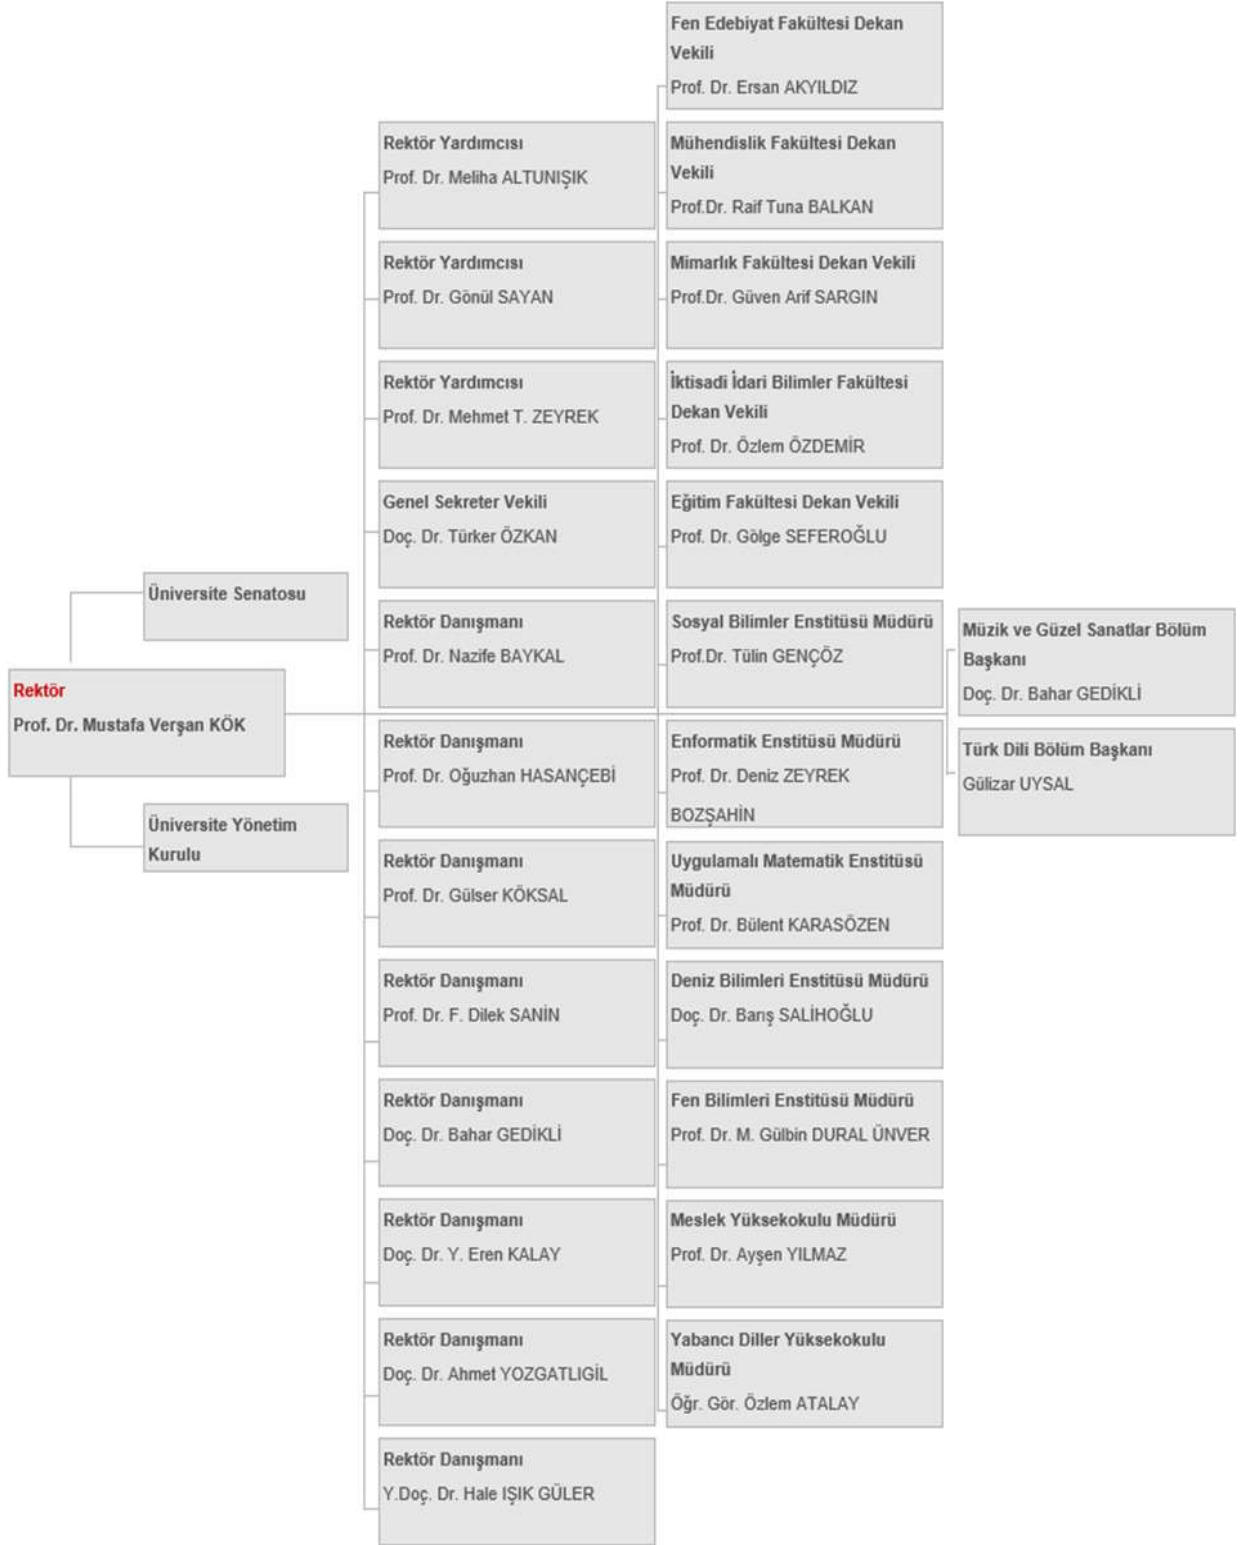 Üniversite Senatosu
Rektör
Prof. Dr. Mustafa Verşan KÖK
Üniversite Yönetim
Kurulu
Rektör Yardımcısı
Prof. Dr. Meliha ALTUNIŞIK
Rektör Yardımcısı
Prof. Dr. Gönül SAYAN
Rektör Yardımcısı
Prof. Dr. Mehmet T. ZEYREK
Genel Sekreter Vekili
Doç. Dr. Türker ÖZKAN
Rektör Danışmanı
Prof. Dr. Nazife BAYKAL
Rektör Danışmanı
Prof. Dr. Oğuzhan HASANÇEBİ
Rektör Danışmanı
Prof. Dr. Gülser KÖKSAL
Rektör Danışmanı
Prof. Dr. F. Dilek SANİN
Rektör Danışmanı
Doç. Dr. Bahar GEDİKLİ
Rektör Danışmanı
Doç. Dr. Y. Eren KALAY
Rektör Danışmanı
Doç. Dr. Ahmet YOZGATLIGİL
Rektör Danışmanı
Y.Doç. Dr. Hale IŞIK GÜLER
Fen Edebiyat Fakültesi Dekan
Vekili
Prof. Dr. Ersan AKYILDIZ
Mühendislik Fakültesi Dekan
Vekili
Prof.Dr. Raif Tuna BALKAN
Mimarlık Fakültesi Dekan Vekili
Prof.Dr. Güven Arif SARGIN
İktisadi İdari Bilimler Fakültesi
Dekan Vekili
Prof. Dr. Özlem ÖZDEMİR
Eğitim Fakültesi Dekan Vekili
Prof. Dr. Gölge SEFEROĞLU
Sosyal Bilimler Enstitüsü Müdürü
Prof.Dr. Tülin GENÇÖZ
Enformatik Enstitüsü Müdürü
Prof. Dr. Deniz ZEYREK
BOZŞAHİN
Uygulamalı Matematik Enstitüsü
Müdürü
Prof. Dr. Bülent KARASÖZEN
Deniz Bilimleri Enstitüsü Müdürü
Doç. Dr. Barış SALİHOĞLU
Fen Bilimleri Enstitüsü Müdürü
Prof. Dr. M. Gülbin DURAL ÜNVER
Meslek Yüksekokulu Müdürü
Prof. Dr. Ayşen YILMAZ
Yabancı Diller Yüksekokulu
Müdürü
Öğr. Gör. Özlem ATALAY
Müzik ve Güzel Sanatlar Bölüm
Başkanı
Doç. Dr. Bahar GEDİKLİ
Türk Dili Bölüm Başkanı
Gülizar UYSAL